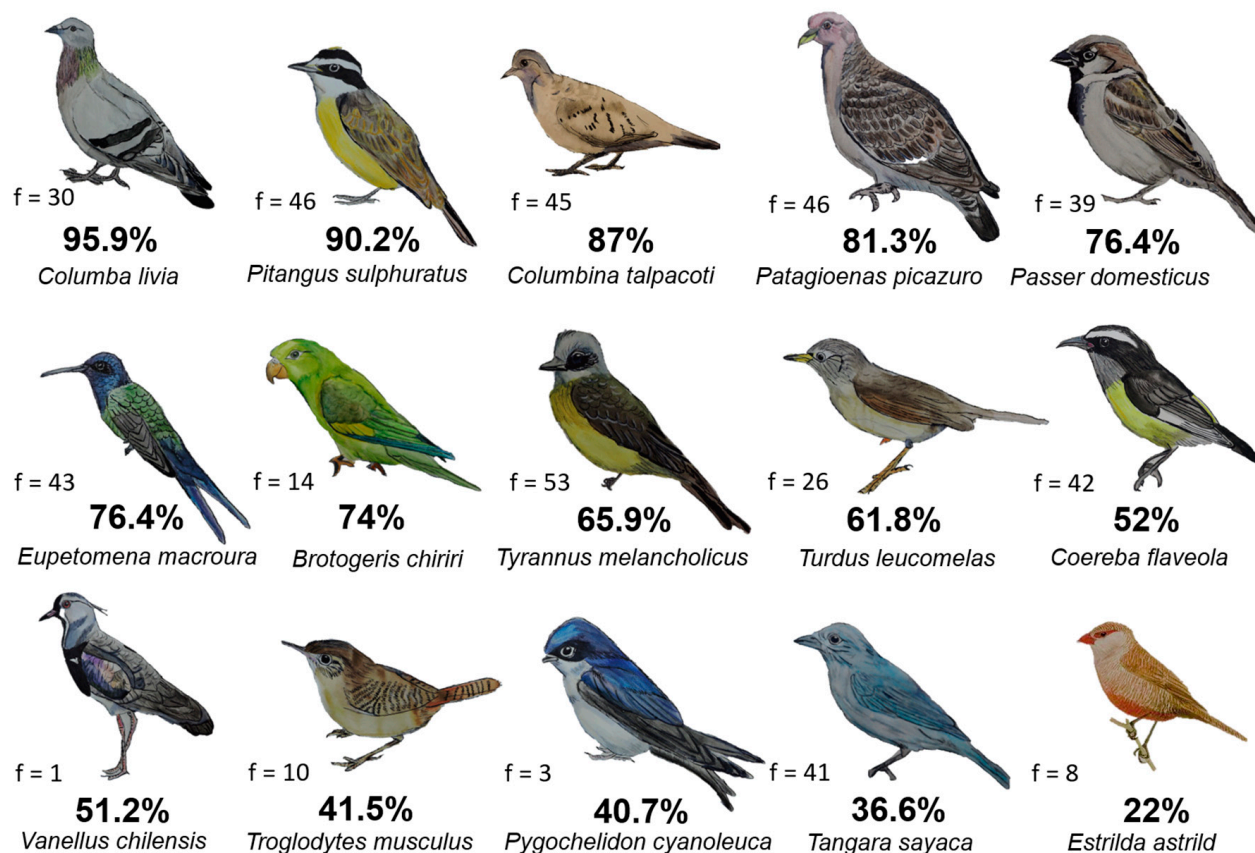 f = 30
f = 46
f = 45
f = 46
f = 39
95.9%
90.2%
87%
81.3%
76.4%
Columba livia
Pitangus sulphuratus
Columbina talpacoti
Patagioenas picazuro
Passer domesticus
f = 43
f = 14
f = 53
f = 26
f = 42
76.4%
74%
65.9%
61.8%
52%
Eupetomena macroura
Brotogeris chiriri
Tyrannus melancholicus
Turdus leucomelas
Coereba flaveola
f = 1
f = 10
f = 3
f = 41
f = 8
51.2%
41.5%
40.7%
36.6%
22%
Vanellus chilensis
Troglodytes musculus
Pygochelidon cyanoleuca
Tangara sayaca
Estrilda astrild